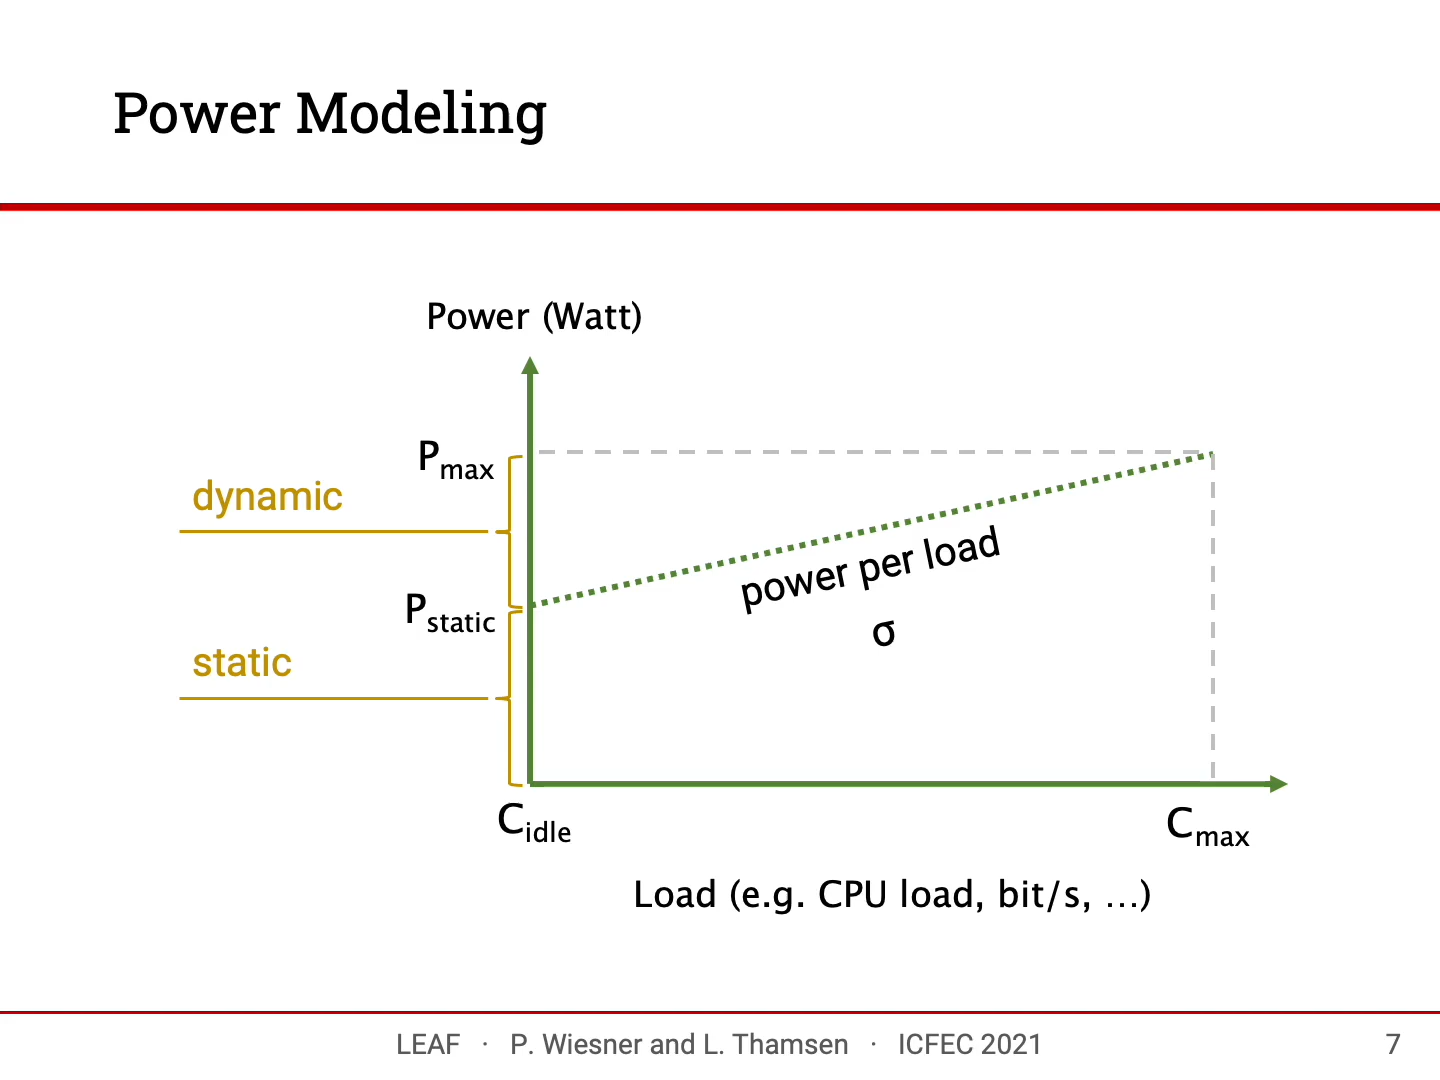 Power Modeling
Power (Watt)
Pmax
dynamic
power per load
σ
Pstatic
static
Cidle
Cmax
Load (e.g. CPU load, bit/s, …)
LEAF · P. Wiesner and L. Thamsen · ICFEC 2021
7